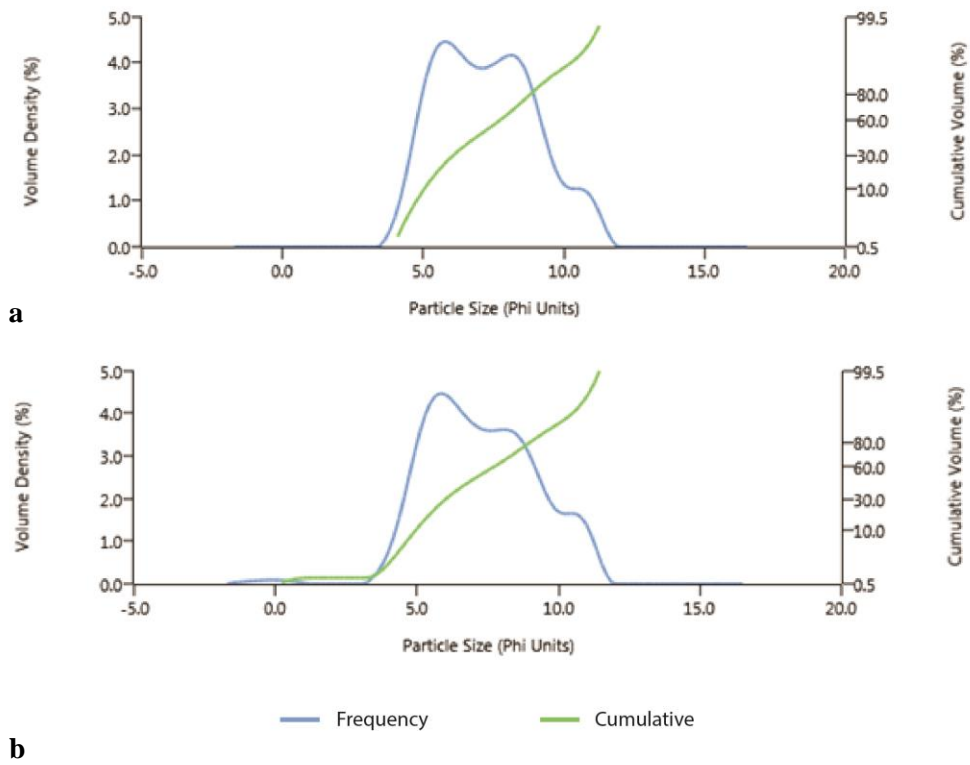 5.0
4.0
3.0
2.0
1.0
0.0
Volume Density (%)
99.5
80.0
60.0
30.0
10.0
0.5
Cumulative Volume (%)
-5.0 0.0 5.0 10.0 15.0 20.0
Particle Size (Phi Units)
a
5.0
4.0
3.0
2.0
1.0
0.0
Volume Density (%)
99.5
80.0
60.0
30.0
10.0
0.5
Cumulative Volume (%)
-5.0 0.0 5.0 10.0 15.0 20.0
Particle Size (Phi Units)
Frequency Cumulative
b